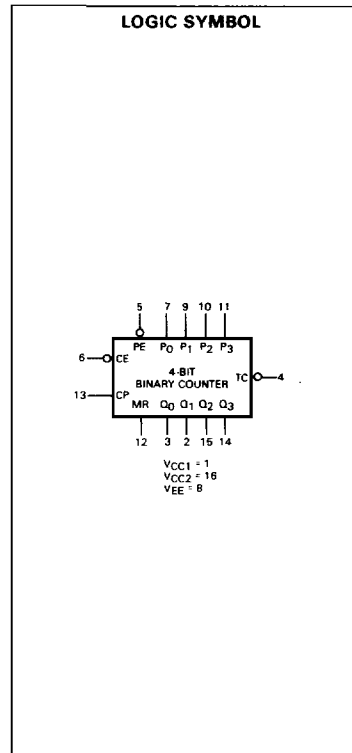 LOGIC SYMBOL
5 7 9 10 11
PE P0 P1 P2 P3
6 CE
4-BIT
BINARY COUNTER
TC 4
13 CP
MR Q0 Q1 Q2 Q3
12 3 2 15 14
VCC1 = 1
VCC2 = 16
VEE = 8